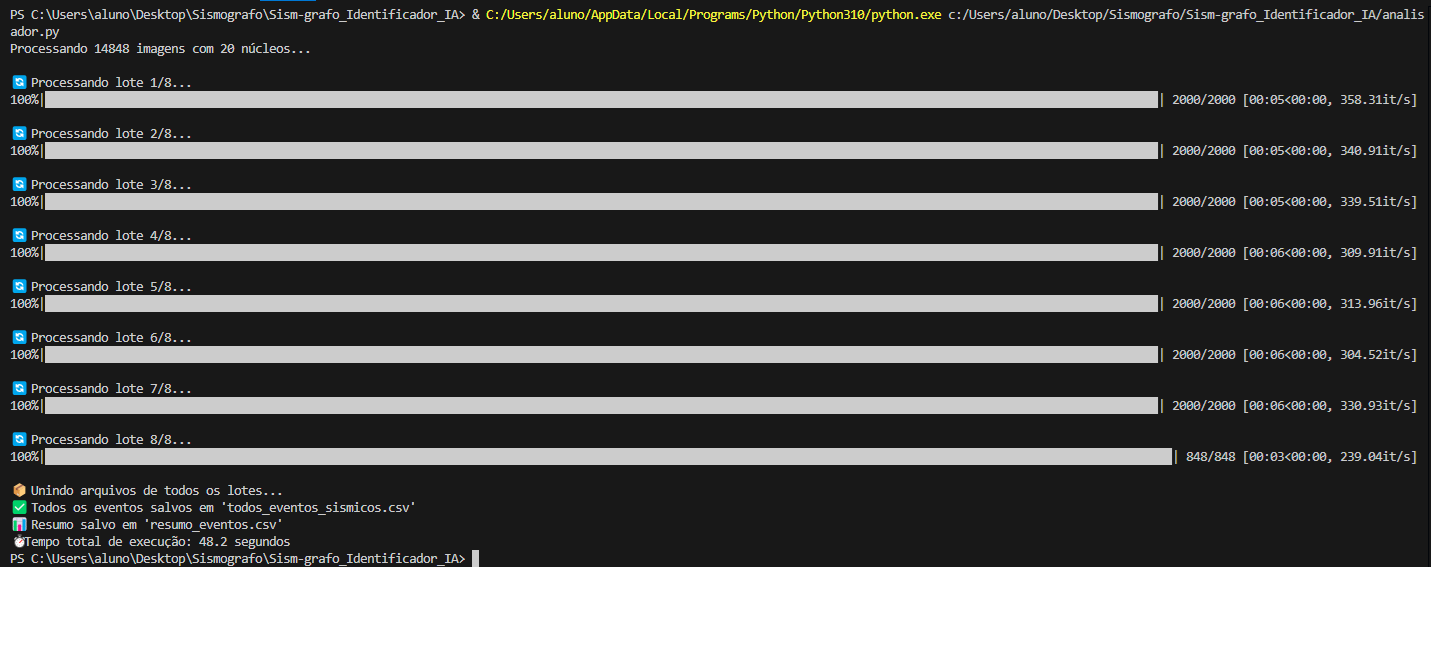 PS C:\Users\aluno\Desktop\Sismografo\Sism-grafo_Identificador_IA> & C:/Users/aluno/AppData/Local/Programs/Python/Python310/python.exe c:/Users/aluno/Desktop/Sismografo/Sism-grafo_Identificador_IA/analis
ador.py
Processando 14848 imagens com 20 núcleos...
🔄 Processando lote 1/8...
100%| | 2000/2000 [00:05<00:00, 358.31it/s]
🔄 Processando lote 2/8...
100%| | 2000/2000 [00:05<00:00, 340.91it/s]
🔄 Processando lote 3/8...
100%| | 2000/2000 [00:05<00:00, 339.51it/s]
🔄 Processando lote 4/8...
100%| | 2000/2000 [00:06<00:00, 309.91it/s]
🔄 Processando lote 5/8...
100%| | 2000/2000 [00:06<00:00, 313.96it/s]
🔄 Processando lote 6/8...
100%| | 2000/2000 [00:06<00:00, 304.52it/s]
🔄 Processando lote 7/8...
100%| | 2000/2000 [00:06<00:00, 330.93it/s]
🔄 Processando lote 8/8...
100%| | 848/848 [00:03<00:00, 239.04it/s]
📦 Unindo arquivos de todos os lotes...
✅ Todos os eventos salvos em 'todos_eventos_sismicos.csv'
📊 Resumo salvo em 'resumo_eventos.csv'
⏱Tempo total de execução: 48.2 segundos
PS C:\Users\aluno\Desktop\Sismografo\Sism-grafo_Identificador_IA>